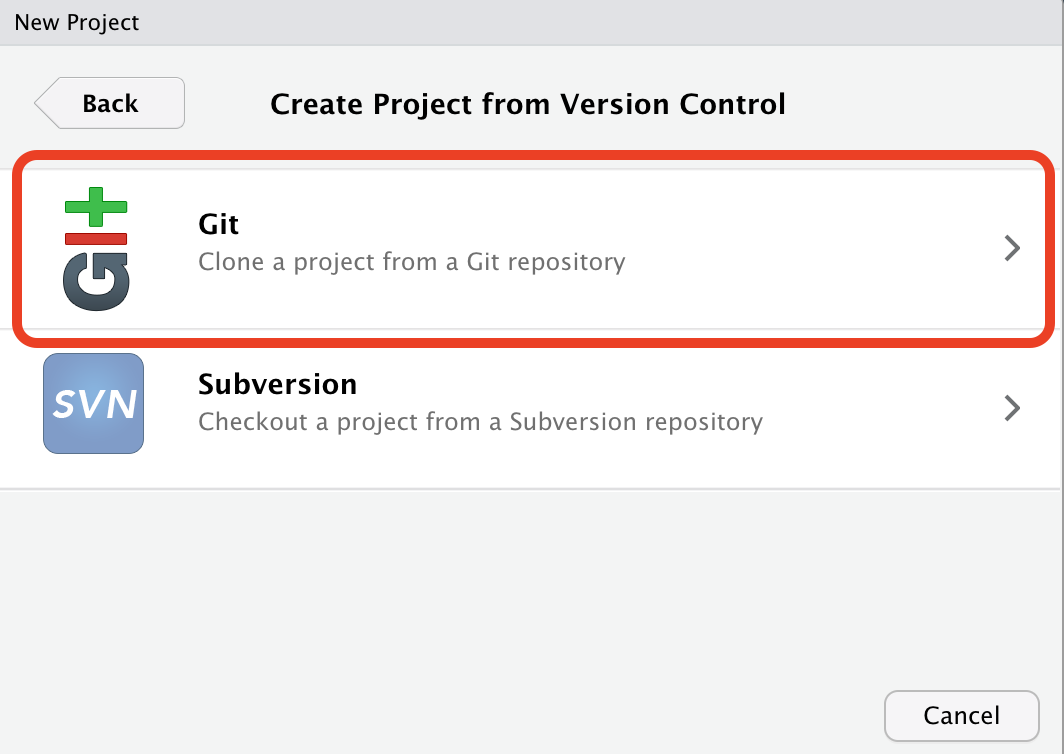 New Project
Back
Create Project from Version Control
Git
Git
Clone a project from a Git repository
SVN
Subversion
Checkout a project from a Subversion repository
Cancel